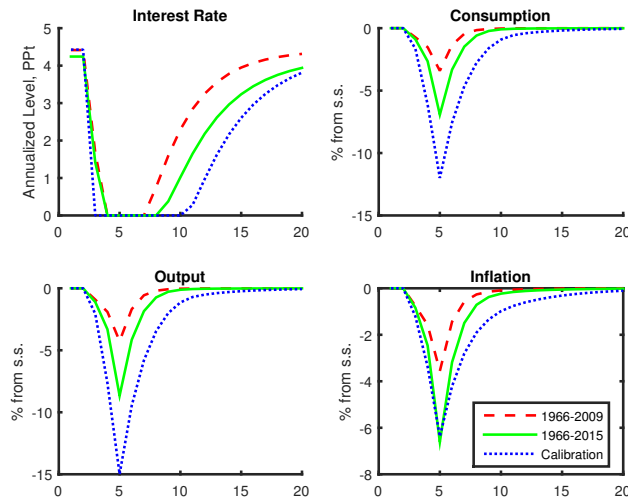 Interest Rate
Annualized Level, PPt
5
4
3
2
1
0
0 5 10 15 20
Consumption
% from s.s.
0
-5
-10
-15
0 5 10 15 20
Output
% from s.s.
0
-5
-10
-15
0 5 10 15 20
Inflation
% from s.s.
0
-2
-4
-6
-8
0 5 10 15 20
1966-2009
1966-2015
Calibration